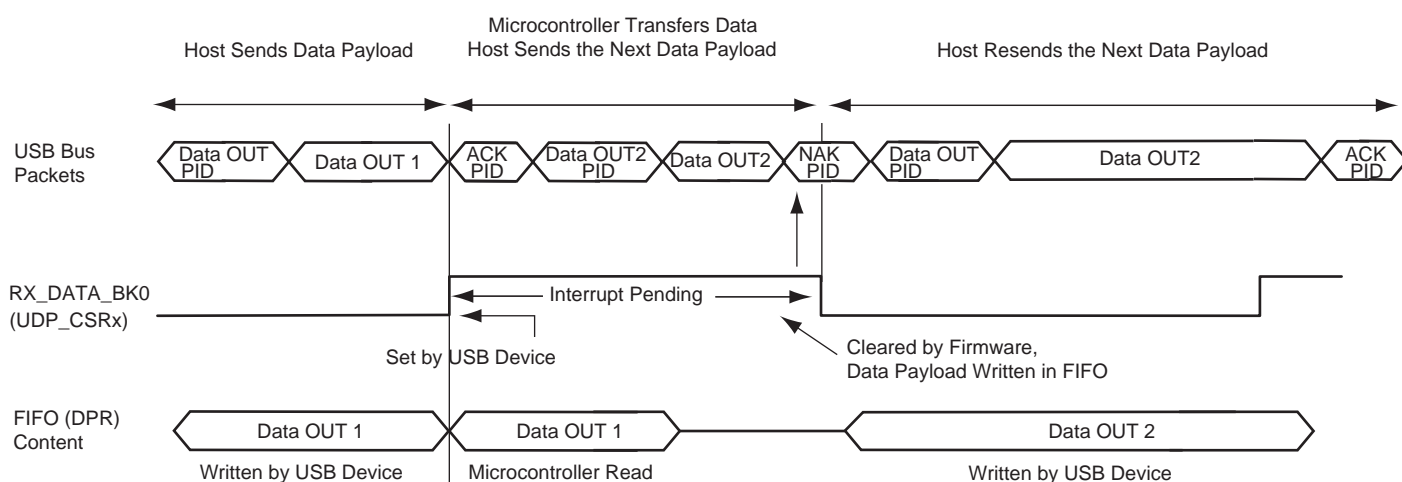 Microcontroller Transfers Data
Host Sends Data Payload
Host Sends the Next Data Payload
Host Resends the Next Data Payload
USB Bus
Packets
Data OUT
PID
Data OUT 1
ACK
PID
Data OUT2
PID
Data OUT2
NAK
PID
Data OUT
PID
Data OUT2
ACK
PID
RX_DATA_BK0
(UDP_CSRx)
Interrupt Pending
Set by USB Device
Cleared by Firmware,
Data Payload Written in FIFO
FIFO (DPR)
Content
Data OUT 1
Data OUT 1
Data OUT 2
Written by USB Device
Microcontroller Read
Written by USB Device